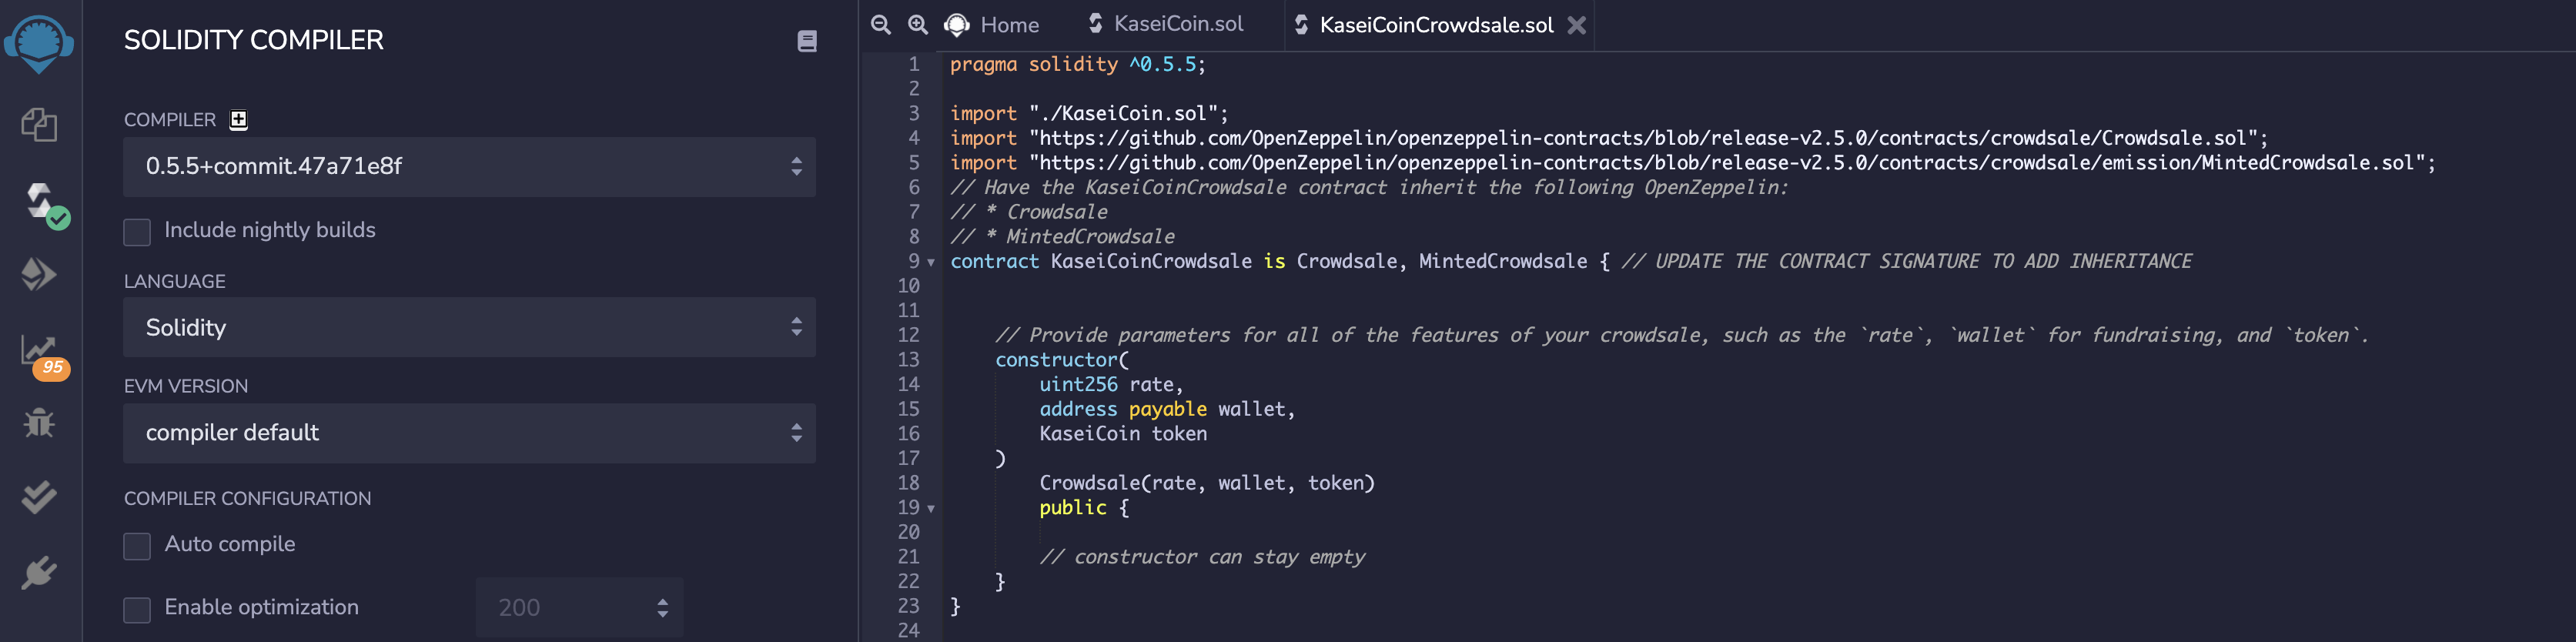 SOLIDITY COMPILER
COMPILER
0.5.5+commit.47a71e8f
Include nightly builds
LANGUAGE
Solidity
95
EVM VERSION
compiler default
COMPILER CONFIGURATION
Auto compile
Enable optimization
200
Home
KaseiCoin.sol
KaseiCoinCrowdsale.sol
1 pragma solidity ^0.5.5;
2
3 import "./KaseiCoin.sol";
4 import "https://github.com/OpenZeppelin/openzeppelin-contracts/blob/release-v2.5.0/contracts/crowdsale/Crowdsale.sol";
5 import "https://github.com/OpenZeppelin/openzeppelin-contracts/blob/release-v2.5.0/contracts/crowdsale/emission/MintedCrowdsale.sol";
6 // Have the KaseiCoinCrowdsale contract inherit the following OpenZeppelin:
7 // * Crowdsale
8 // * MintedCrowdsale
9 contract KaseiCoinCrowdsale is Crowdsale, MintedCrowdsale { // UPDATE THE CONTRACT SIGNATURE TO ADD INHERITANCE
10
11
12 // Provide parameters for all of the features of your crowdsale, such as the `rate`, `wallet` for fundraising, and `token`.
13 constructor(
14 uint256 rate,
15 address payable wallet,
16 KaseiCoin token
17 )
18 Crowdsale(rate, wallet, token)
19 public {
20
21 // constructor can stay empty
22 }
23 }
24